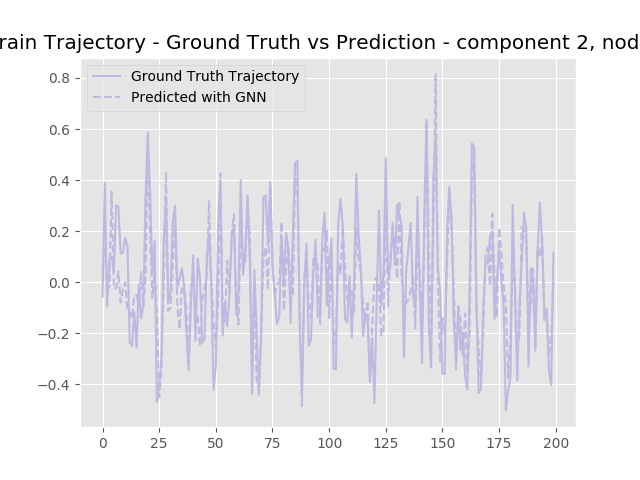 rain Trajectory - Ground Truth vs Prediction - component 2, nod
Ground Truth Trajectory
Predicted with GNN
0.8
0.6
0.4
0.2
0.0
−0.2
−0.4
0 25 50 75 100 125 150 175 200